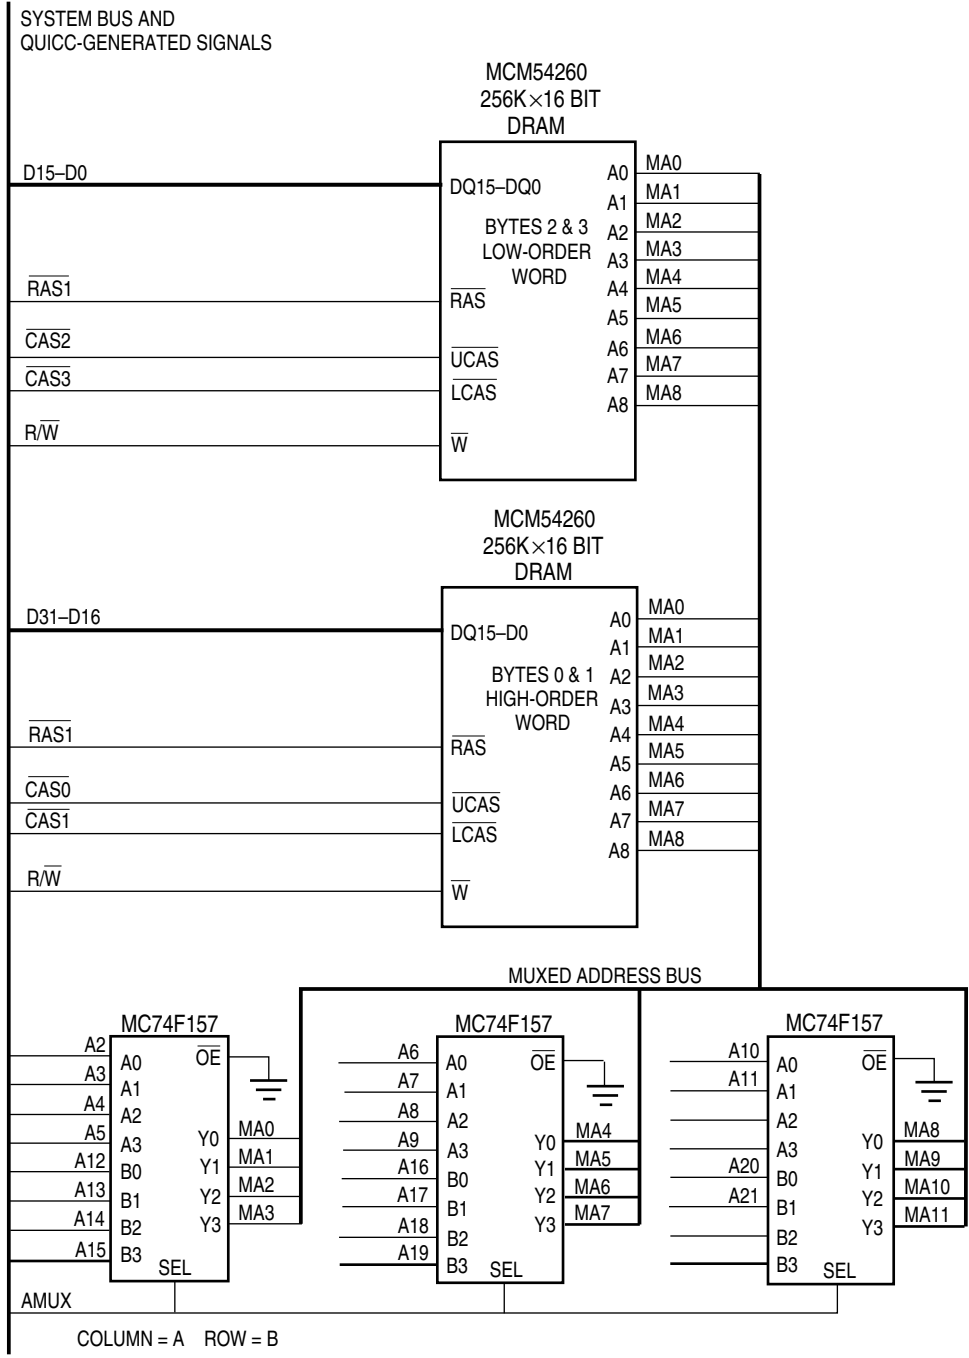 SYSTEM BUS AND
QUICC-GENERATED SIGNALS
MCM54260
256K×16 BIT
DRAM
D15–D0
DQ15–DQ0
BYTES 2 & 3
LOW-ORDER
WORD
RAS1
RAS
CAS2
UCAS
CAS3
LCAS
R/W
W
A0 MA0
A1 MA1
A2 MA2
A3 MA3
A4 MA4
A5 MA5
A6 MA6
A7 MA7
A8 MA8
MCM54260
256K×16 BIT
DRAM
D31–D16
DQ15–D0
BYTES 0 & 1
HIGH-ORDER
WORD
RAS1
RAS
CAS0
UCAS
CAS1
LCAS
R/W
W
A0 MA0
A1 MA1
A2 MA2
A3 MA3
A4 MA4
A5 MA5
A6 MA6
A7 MA7
A8 MA8
MUXED ADDRESS BUS
MC74F157
A2 A0
A3 A1
A4 A2
A5 A3
A12 B0
A13 B1
A14 B2
A15 B3
OE
Y0 MA0
Y1 MA1
Y2 MA2
Y3 MA3
SEL
MC74F157
A6 A0
A7 A1
A8 A2
A9 A3
A16 B0
A17 B1
A18 B2
A19 B3
OE
Y0 MA4
Y1 MA5
Y2 MA6
Y3 MA7
SEL
MC74F157
A10 A0
A11 A1
A2
A3
A20 B0
A21 B1
B2
B3
OE
Y0 MA8
Y1 MA9
Y2 MA10
Y3 MA11
SEL
AMUX
COLUMN = A ROW = B